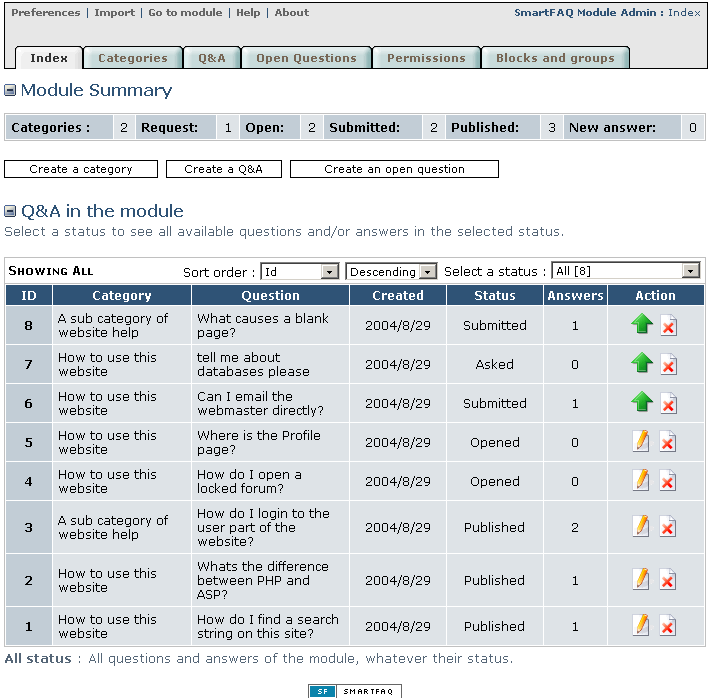 Preferences | Import | Go to module | Help | About SmartFAQ Module Admin : Index
Index Categories Q&A Open Questions Permissions Blocks and groups
Module Summary
Categories : 2 Request: 1 Open: 2 Submitted: 2 Published: 3 New answer: 0
Create a category Create a Q&A Create an open question
Q&A in the module
Select a status to see all available questions and/or answers in the selected status.
SHOWING ALL Sort order : Id Descending Select a status : All [8]
ID Category Question Created Status Answers Action
8 A sub category of website help What causes a blank page? 2004/8/29 Submitted 1
7 How to use this website tell me about databases please 2004/8/29 Asked 0
6 How to use this website Can I email the webmaster directly? 2004/8/29 Submitted 1
5 How to use this website Where is the Profile page? 2004/8/29 Opened 0
4 How to use this website How do I open a locked forum? 2004/8/29 Opened 0
3 A sub category of website help How do I login to the user part of the website? 2004/8/29 Published 2
2 How to use this website Whats the difference between PHP and ASP? 2004/8/29 Published 1
1 How to use this website How do I find a search string on this site? 2004/8/29 Published 1
All status : All questions and answers of the module, whatever their status.
SF SMARTFAQ